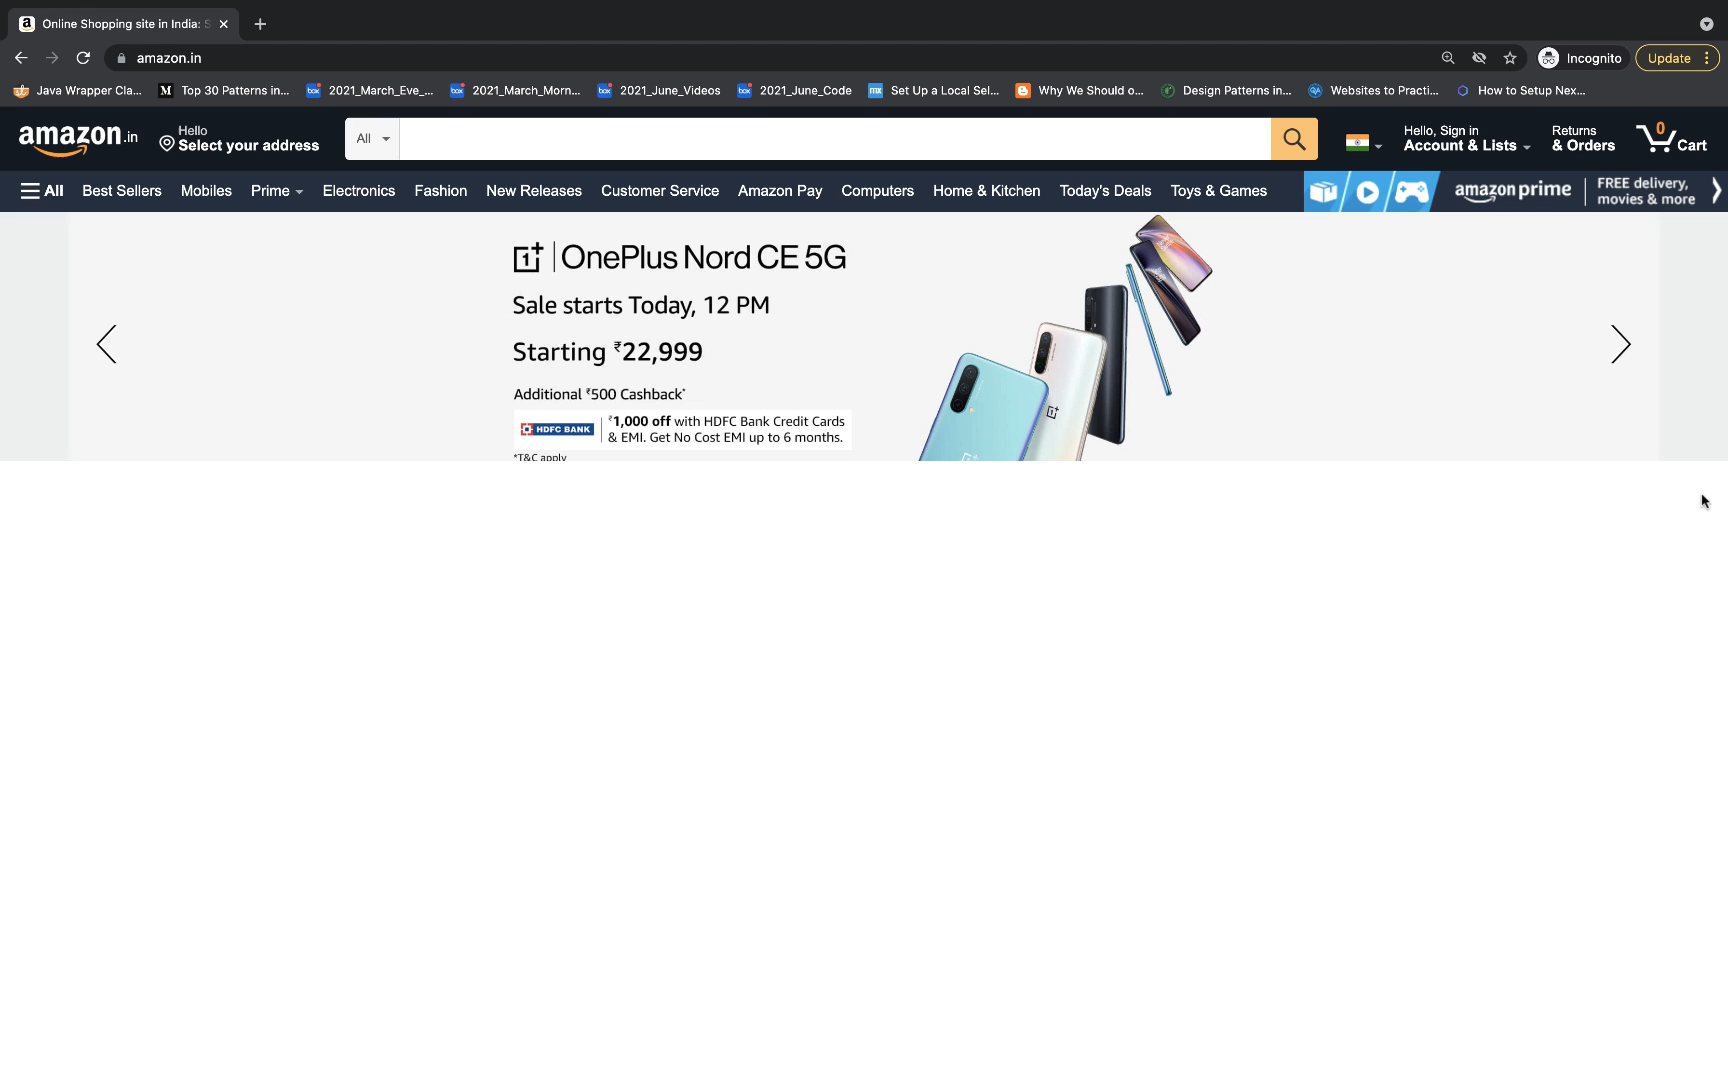 Online Shopping site in India: S
amazon.in
Incognito
Update
Java Wrapper Cla...
Top 30 Patterns in...
2021_March_Eve_...
2021_March_Morn...
2021_June_Videos
2021_June_Code
Set Up a Local Sel...
Why We Should o...
Design Patterns in...
Websites to Practi...
How to Setup Nex...
amazon.in
Hello
Select your address
All
Hello, Sign in
Account & Lists
Returns
& Orders
0
Cart
All
Best Sellers
Mobiles
Prime
Electronics
Fashion
New Releases
Customer Service
Amazon Pay
Computers
Home & Kitchen
Today's Deals
Toys & Games
amazon prime
FREE delivery,
movies & more
1+ OnePlus Nord CE 5G
Sale starts Today, 12 PM
Starting ₹22,999
Additional ₹500 Cashback*
HDFC BANK
₹1,000 off with HDFC Bank Credit Cards
& EMI. Get No Cost EMI up to 6 months.
*T&C apply